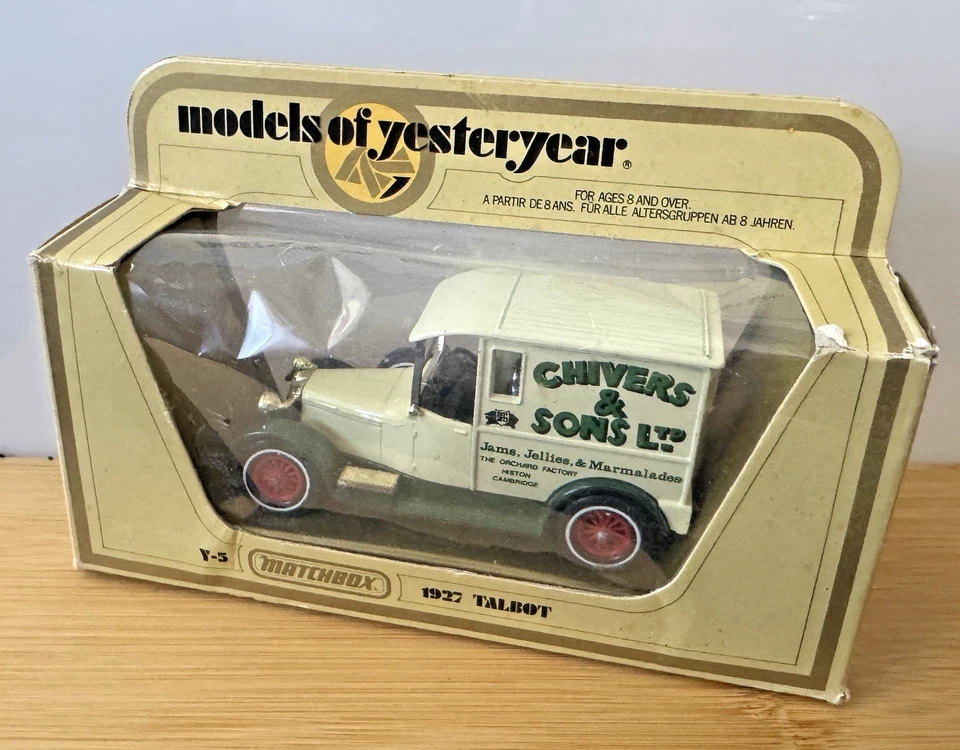 models of yesteryear®
FOR AGES 8 AND OVER.
A PARTIR DE 8 ANS. FÜR ALLE ALTERSGRUPPEN AB 8 JAHREN.
CHIVERS
&
SONS LTD
Jams, Jellies, & Marmalades
THE ORCHARD FACTORY
HISTON
CAMBRIDGE
Y-5
MATCHBOX
1927 TALBOT